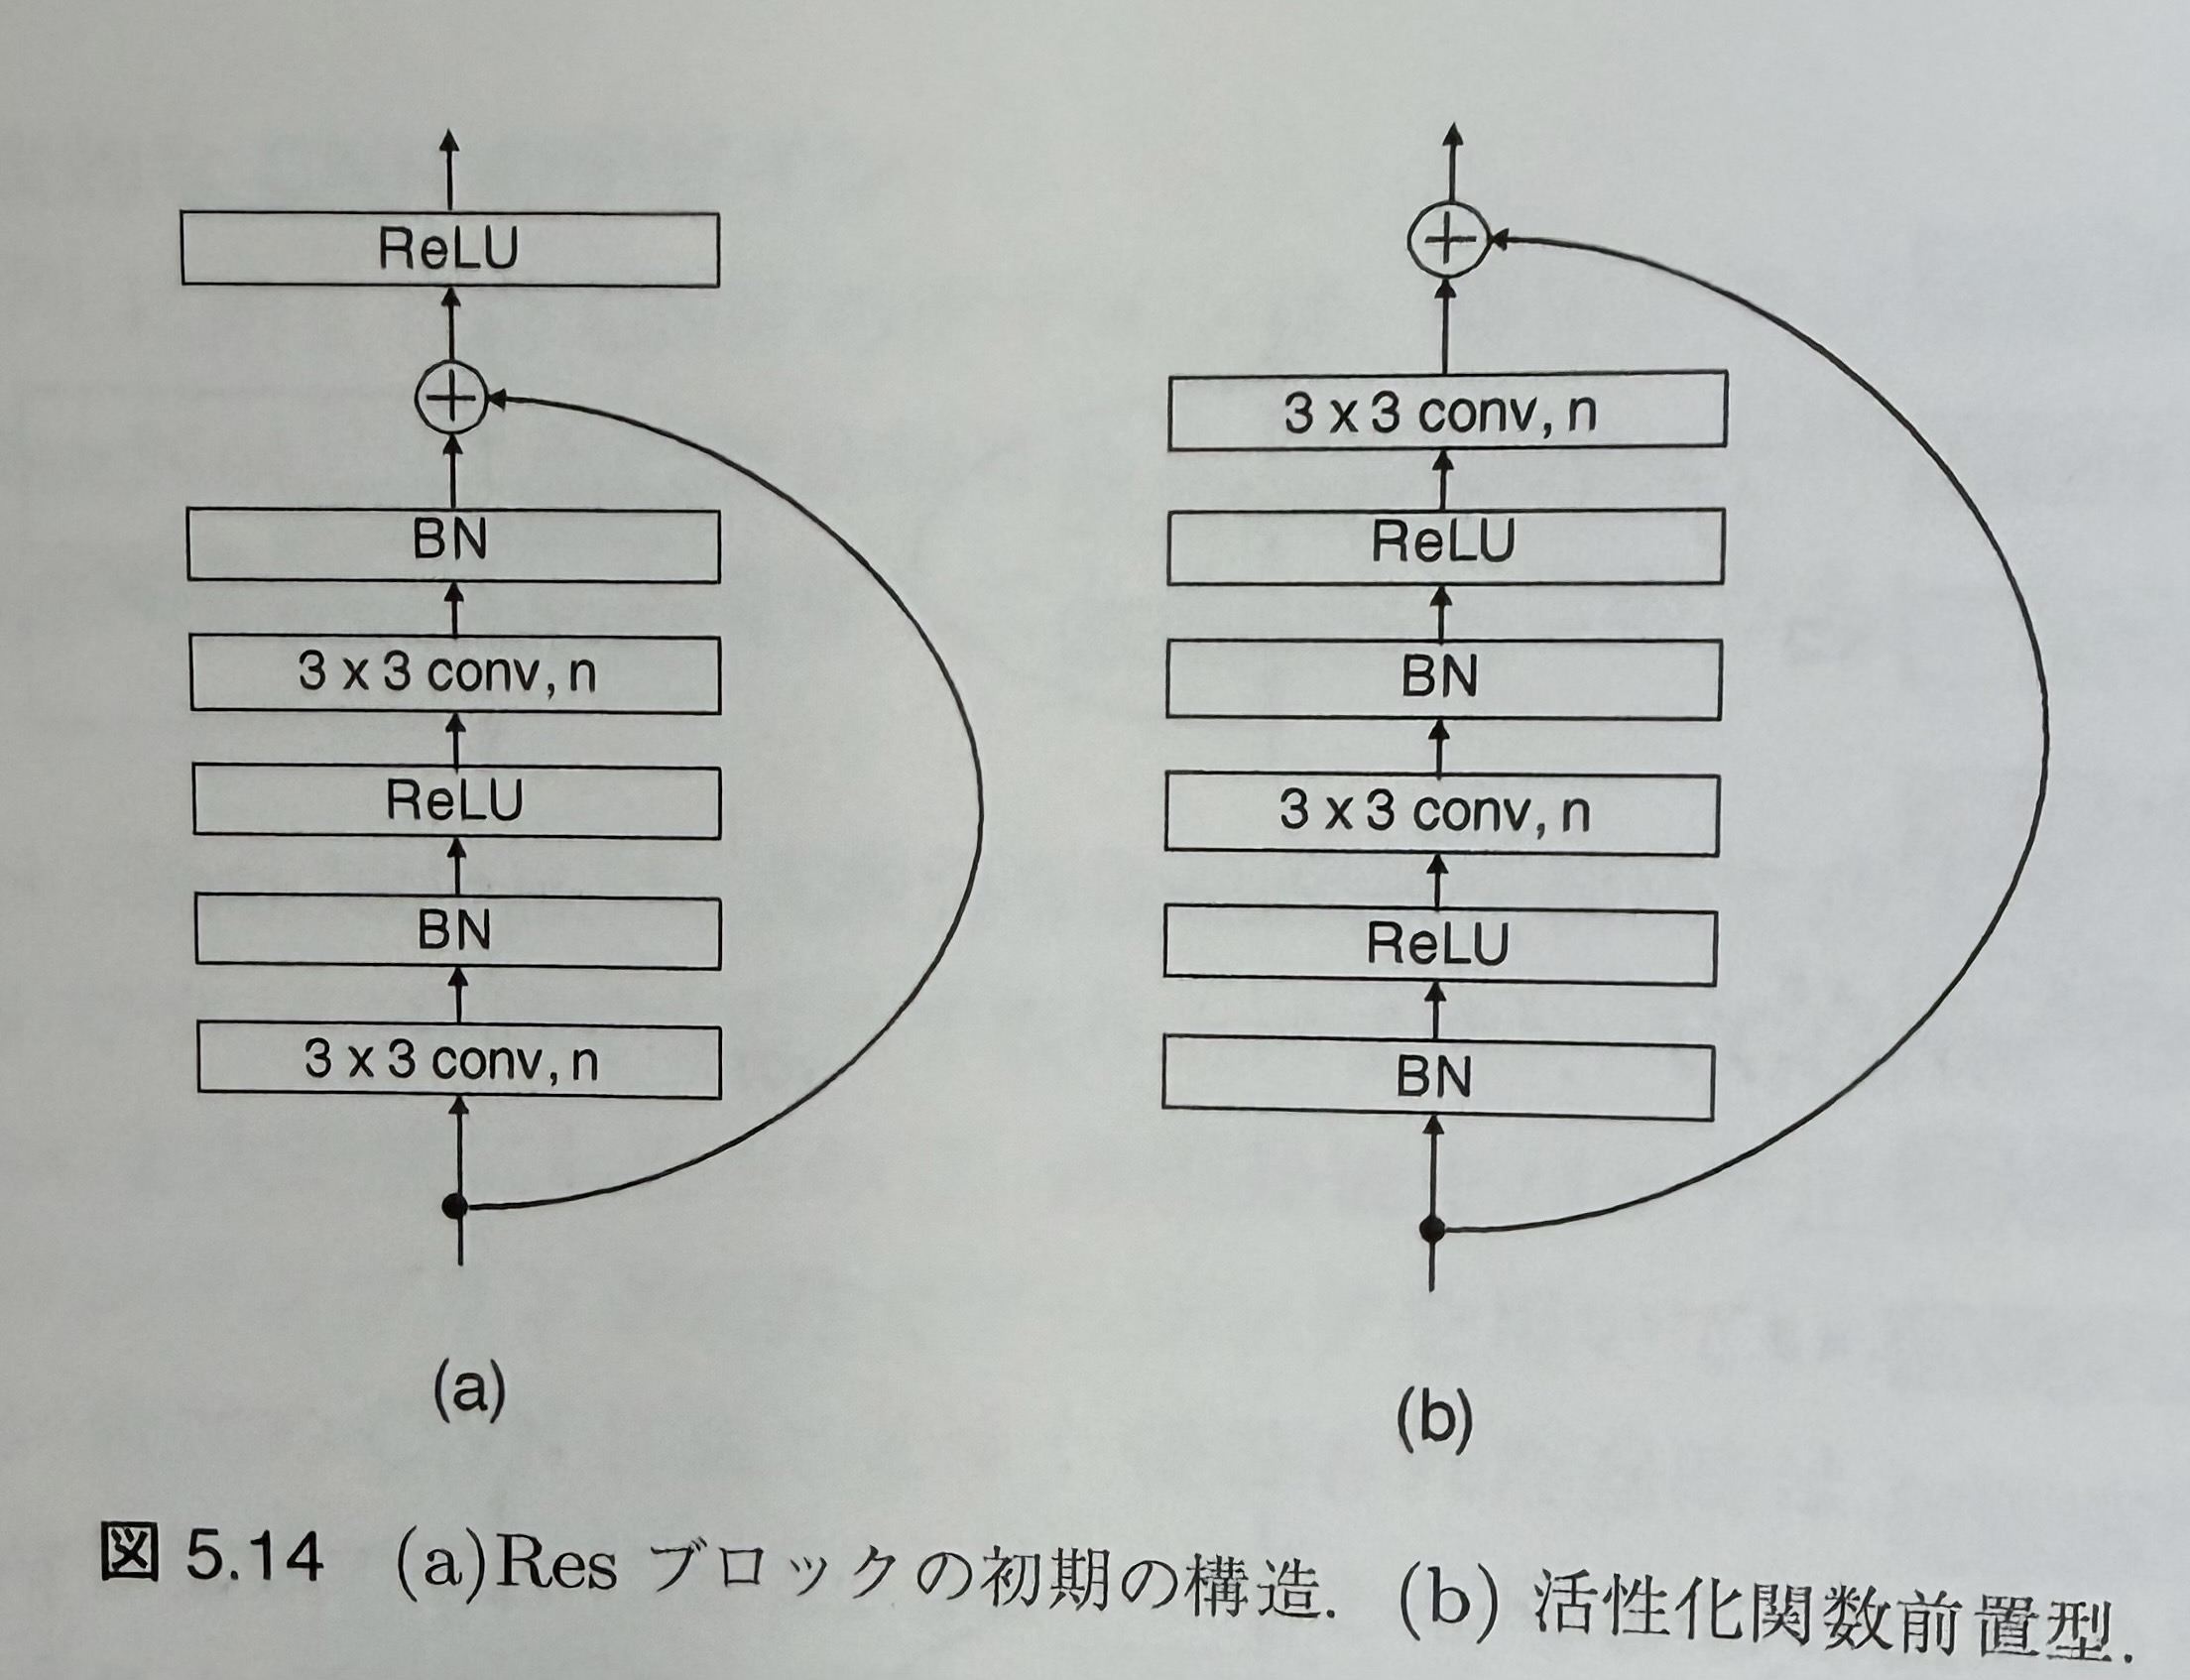 ReLU
+
BN
3 x 3 conv, n
ReLU
BN
3 x 3 conv, n
(a)
+
3 x 3 conv, n
ReLU
BN
3 x 3 conv, n
ReLU
BN
(b)
図 5.14 (a)Res ブロックの初期の構造. (b) 活性化関数前置型.